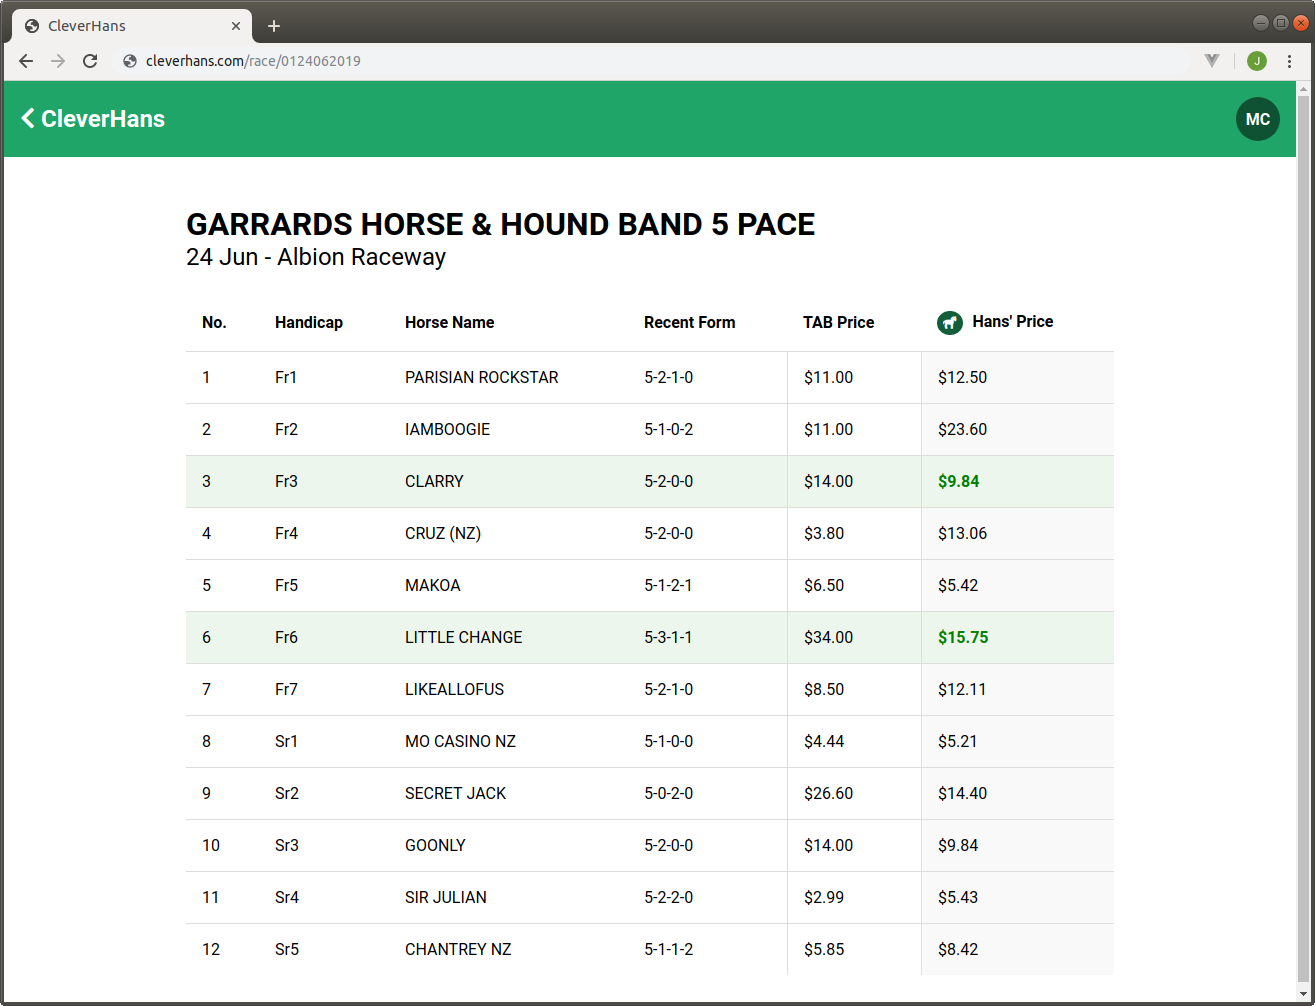 CleverHans
cleverhans.com/race/0124062019
J
CleverHans
MC
GARRARDS HORSE & HOUND BAND 5 PACE
24 Jun - Albion Raceway
No. Handicap Horse Name Recent Form TAB Price Hans' Price
1 Fr1 PARISIAN ROCKSTAR 5-2-1-0 $11.00 $12.50
2 Fr2 IAMBOOGIE 5-1-0-2 $11.00 $23.60
3 Fr3 CLARRY 5-2-0-0 $14.00 $9.84
4 Fr4 CRUZ (NZ) 5-2-0-0 $3.80 $13.06
5 Fr5 MAKOA 5-1-2-1 $6.50 $5.42
6 Fr6 LITTLE CHANGE 5-3-1-1 $34.00 $15.75
7 Fr7 LIKEALLOFUS 5-2-1-0 $8.50 $12.11
8 Sr1 MO CASINO NZ 5-1-0-0 $4.44 $5.21
9 Sr2 SECRET JACK 5-0-2-0 $26.60 $14.40
10 Sr3 GOONLY 5-2-0-0 $14.00 $9.84
11 Sr4 SIR JULIAN 5-2-2-0 $2.99 $5.43
12 Sr5 CHANTREY NZ 5-1-1-2 $5.85 $8.42